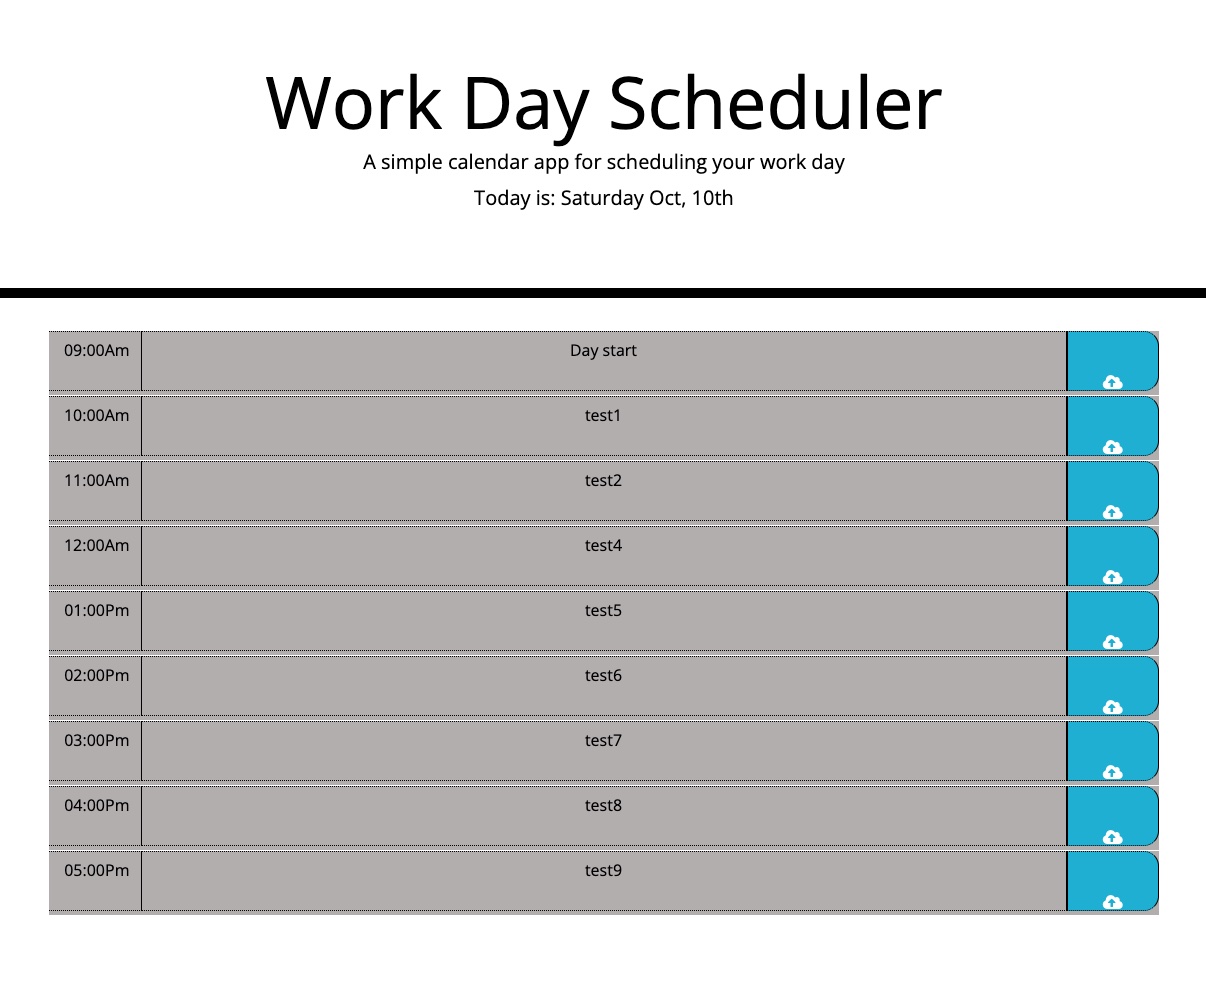 Work Day Scheduler
A simple calendar app for scheduling your work day
Today is: Saturday Oct, 10th
09:00Am Day start
10:00Am test1
11:00Am test2
12:00Am test4
01:00Pm test5
02:00Pm test6
03:00Pm test7
04:00Pm test8
05:00Pm test9